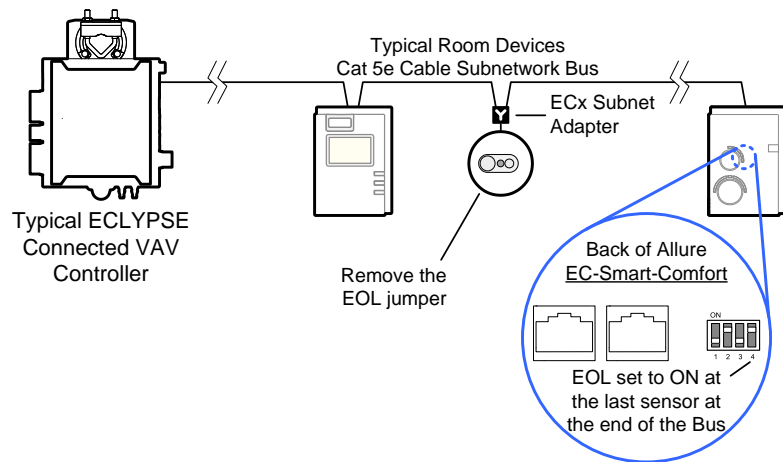 Typical Room Devices
Cat 5e Cable Subnetwork Bus
ECx Subnet
Adapter
Typical ECLYPSE
Connected VAV
Controller
Remove the
EOL jumper
Back of Allure
EC-Smart-Comfort
ON
1 2 3 4
EOL set to ON at
the last sensor at
the end of the Bus